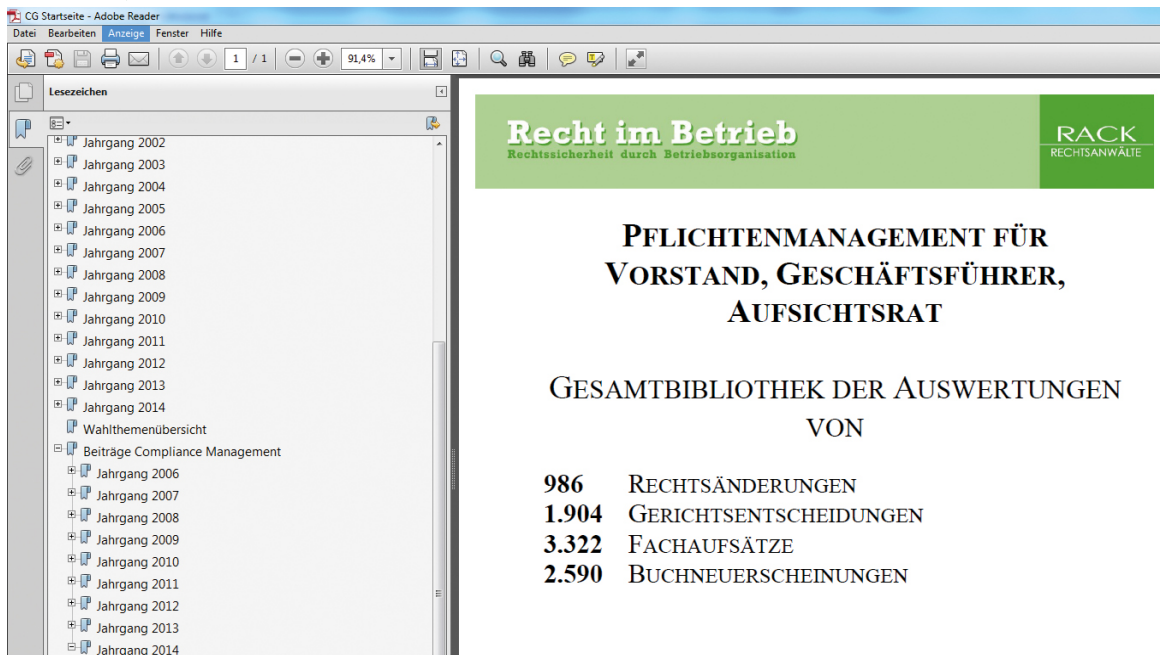 CG Startseite - Adobe Reader
Datei Bearbeiten Anzeige Fenster Hilfe
1 / 1 91,4%
Lesezeichen
Jahrgang 2002
Jahrgang 2003
Jahrgang 2004
Jahrgang 2005
Jahrgang 2006
Jahrgang 2007
Jahrgang 2008
Jahrgang 2009
Jahrgang 2010
Jahrgang 2011
Jahrgang 2012
Jahrgang 2013
Jahrgang 2014
Wahlthemenübersicht
Beiträge Compliance Management
Jahrgang 2006
Jahrgang 2007
Jahrgang 2008
Jahrgang 2009
Jahrgang 2010
Jahrgang 2011
Jahrgang 2012
Jahrgang 2013
Jahrgang 2014
Recht im Betrieb
Rechtssicherheit durch Betriebsorganisation
RACK
RECHTSANWÄLTE
PFLICHTENMANAGEMENT FÜR
VORSTAND, GESCHÄFTSFÜHRER,
AUFSICHTSRAT
GESAMTBIBLIOTHEK DER AUSWERTUNGEN
VON
986 RECHTSÄNDERUNGEN
1.904 GERICHTSENTSCHEIDUNGEN
3.322 FACHAUFSÄTZE
2.590 BUCHNEUERSCHEINUNGEN